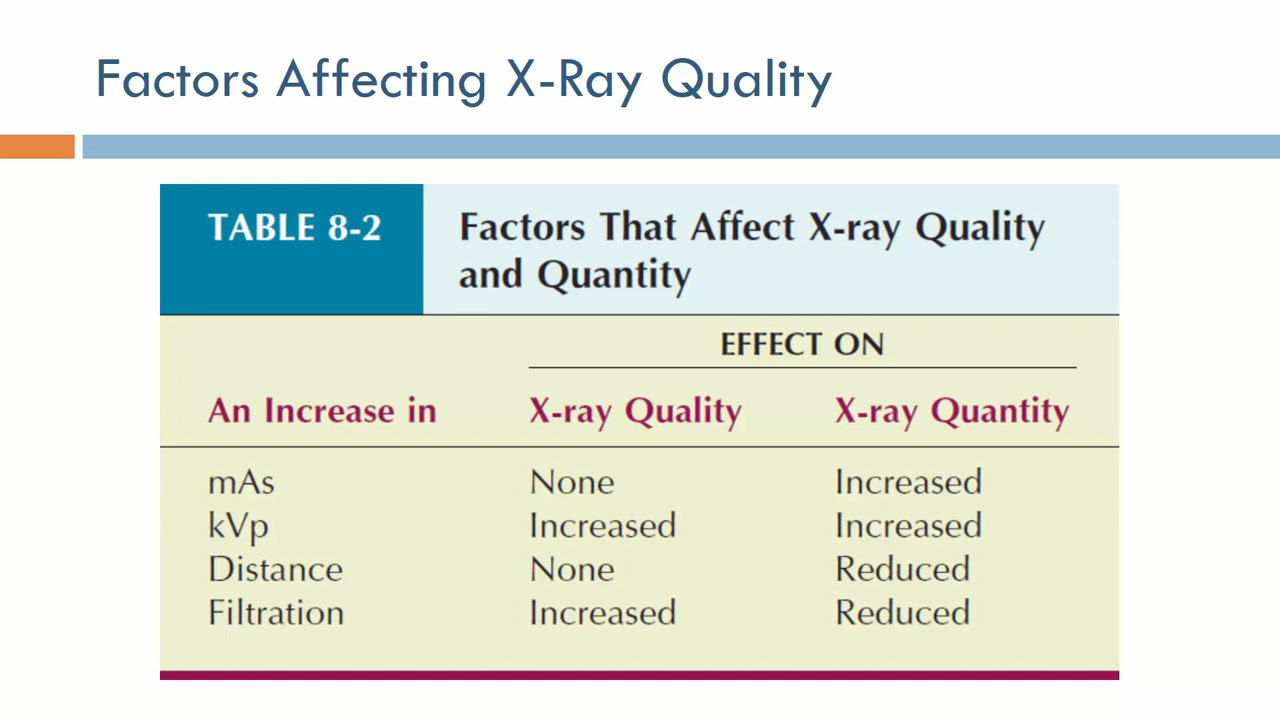 Factors Affecting X-Ray Quality
TABLE 8-2
Factors That Affect X-ray Quality
and Quantity
EFFECT ON
An Increase in X-ray Quality X-ray Quantity
mAs None Increased
kVp Increased Increased
Distance None Reduced
Filtration Increased Reduced